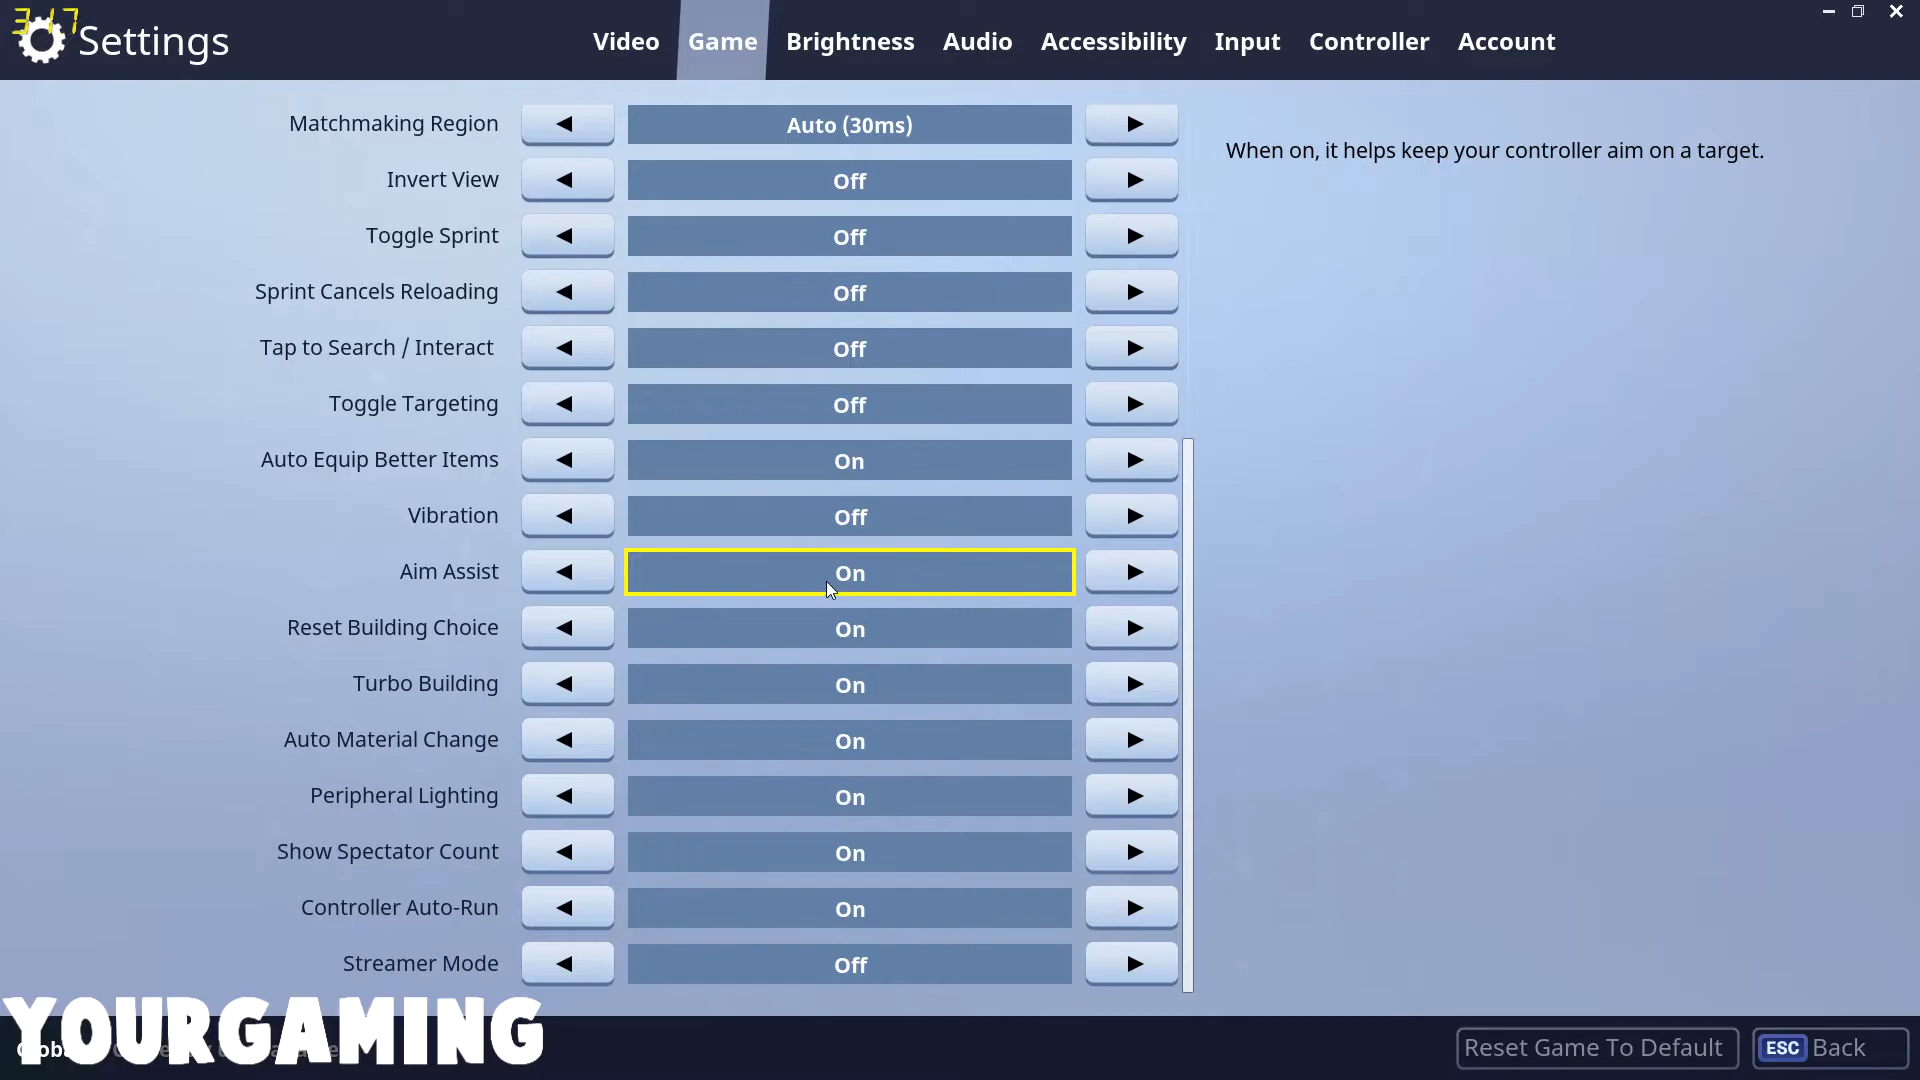 317
Settings
Video Game Brightness Audio Accessibility Input Controller Account
Matchmaking Region ◀ Auto (30ms) ▶
When on, it helps keep your controller aim on a target.
Invert View ◀ Off ▶
Toggle Sprint ◀ Off ▶
Sprint Cancels Reloading ◀ Off ▶
Tap to Search / Interact ◀ Off ▶
Toggle Targeting ◀ Off ▶
Auto Equip Better Items ◀ On ▶
Vibration ◀ Off ▶
Aim Assist ◀ On ▶
Reset Building Choice ◀ On ▶
Turbo Building ◀ On ▶
Auto Material Change ◀ On ▶
Peripheral Lighting ◀ On ▶
Show Spectator Count ◀ On ▶
Controller Auto-Run ◀ On ▶
Streamer Mode ◀ Off ▶
YOURGAMING
Reset Game To Default ESC Back